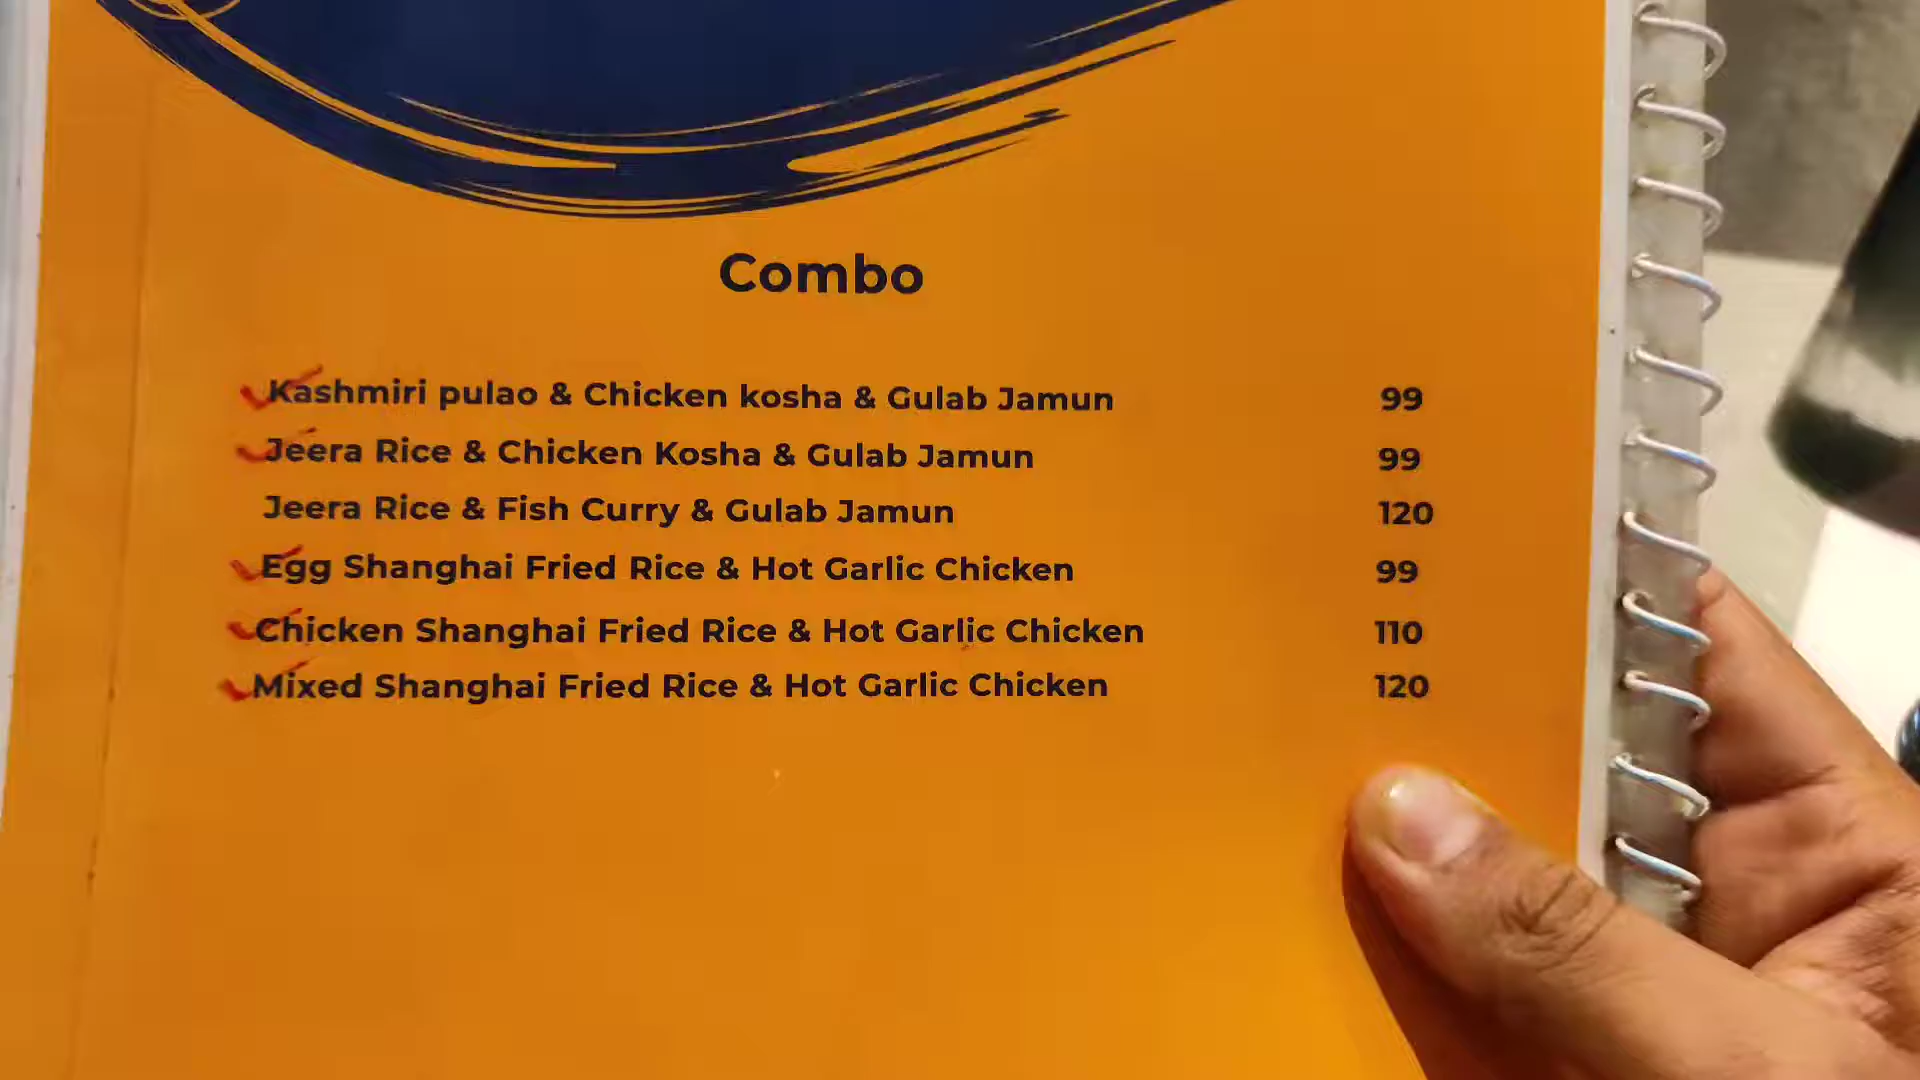 Combo
Kashmiri pulao & Chicken kosha & Gulab Jamun 99
Jeera Rice & Chicken Kosha & Gulab Jamun 99
Jeera Rice & Fish Curry & Gulab Jamun 120
Egg Shanghai Fried Rice & Hot Garlic Chicken 99
Chicken Shanghai Fried Rice & Hot Garlic Chicken 110
Mixed Shanghai Fried Rice & Hot Garlic Chicken 120